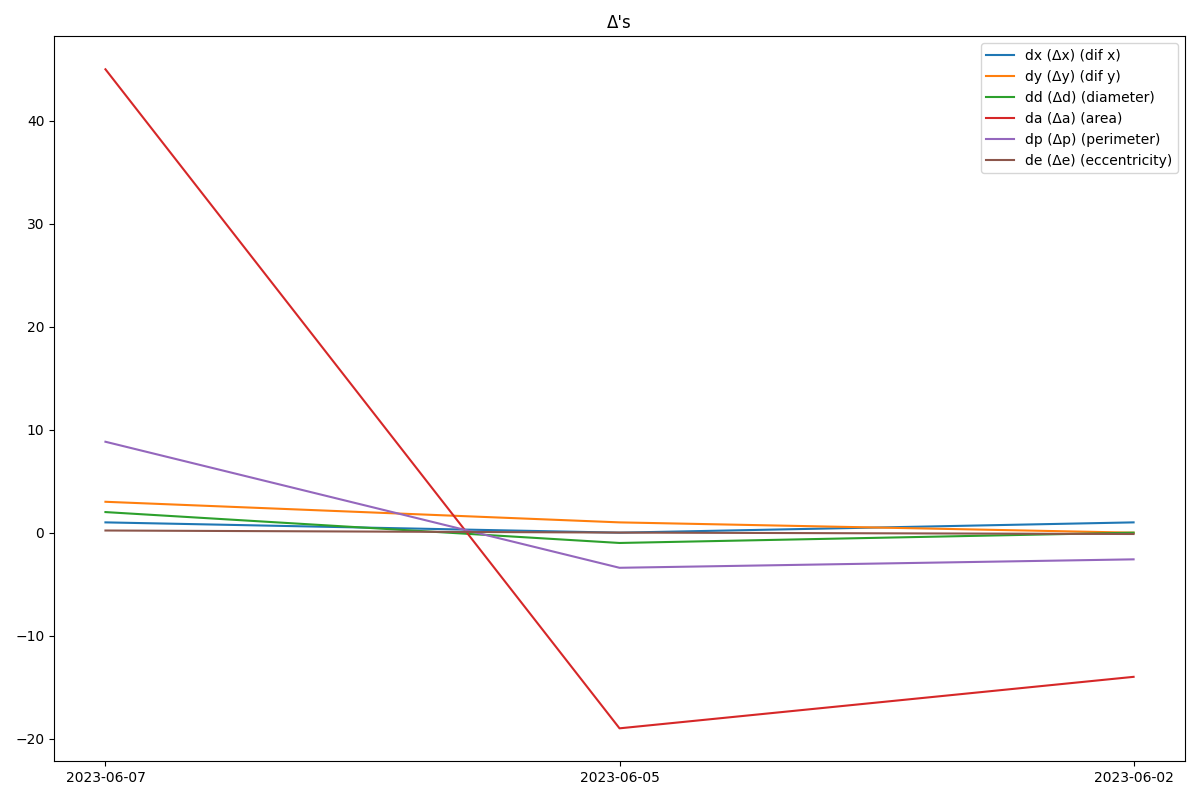 Δ's
dx (Δx) (dif x)
dy (Δy) (dif y)
dd (Δd) (diameter)
da (Δa) (area)
dp (Δp) (perimeter)
de (Δe) (eccentricity)
40
30
20
10
0
−10
−20
2023-06-07 2023-06-05 2023-06-02